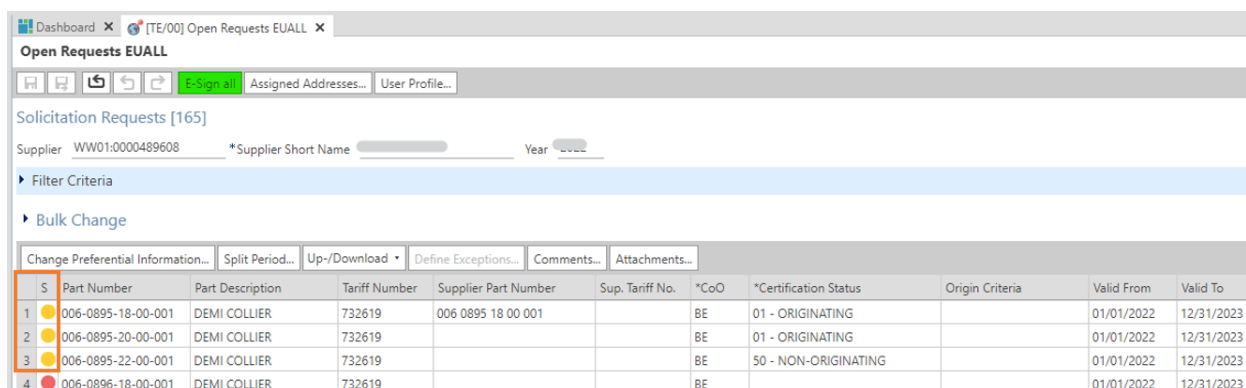 Dashboard X [TE/00] Open Requests EUALL X
Open Requests EUALL
E-Sign all Assigned Addresses... User Profile...
Solicitation Requests [165]
Supplier WW01:0000489608 *Supplier Short Name Year
Filter Criteria
Bulk Change
Change Preferential Information... Split Period... Up-/Download Define Exceptions... Comments... Attachments...
S Part Number Part Description Tariff Number Supplier Part Number Sup. Tariff No. *CoO *Certification Status Origin Criteria Valid From Valid To
1 006-0895-18-00-001 DEMI COLLIER 732619 006 0895 18 00 001 BE 01 - ORIGINATING 01/01/2022 12/31/2023
2 006-0895-20-00-001 DEMI COLLIER 732619 BE 01 - ORIGINATING 01/01/2022 12/31/2023
3 006-0895-22-00-001 DEMI COLLIER 732619 BE 50 - NON-ORIGINATING 01/01/2022 12/31/2023
4 006-0896-18-00-001 DEMI COLLIER 732619 BE 01/01/2022 12/31/2023